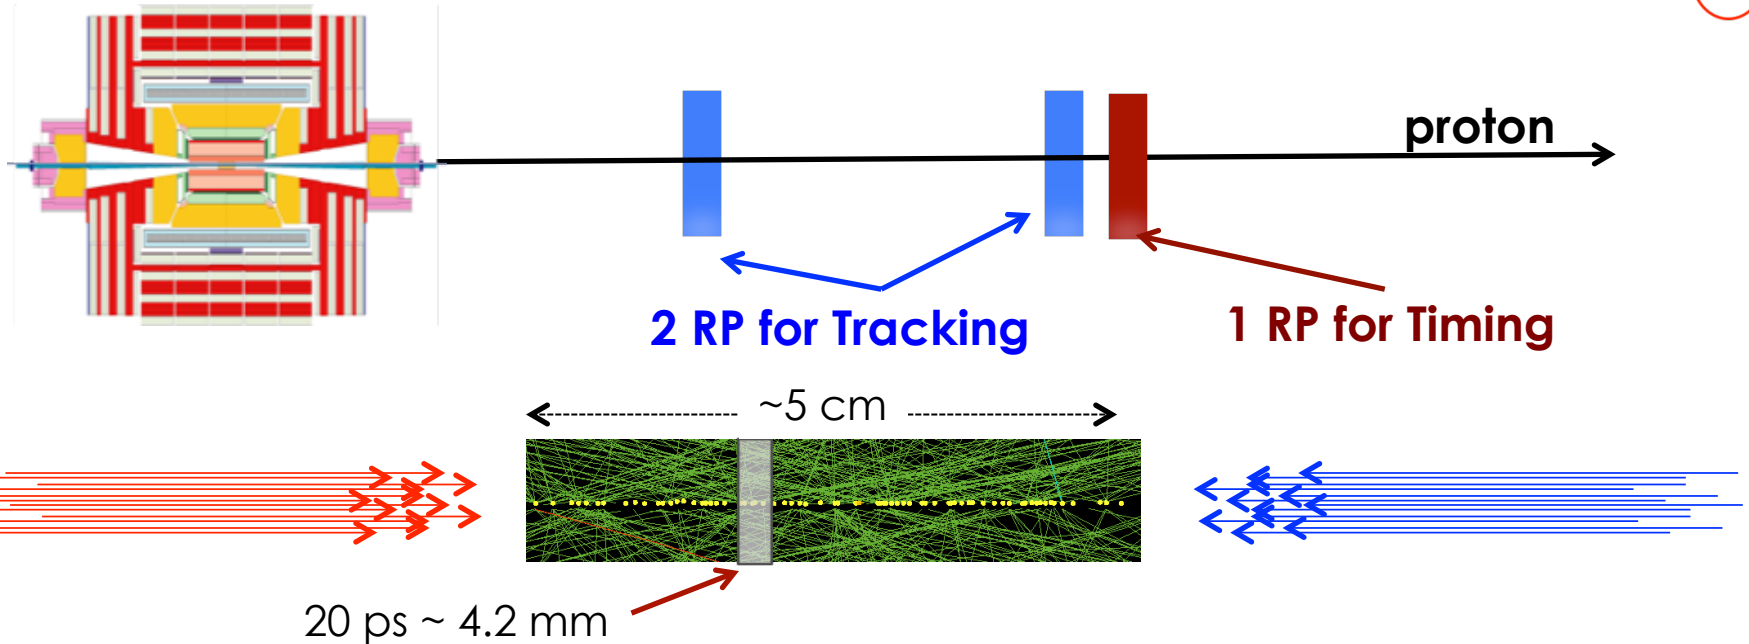 proton
2 RP for Tracking
1 RP for Timing
~5 cm
20 ps ~ 4.2 mm